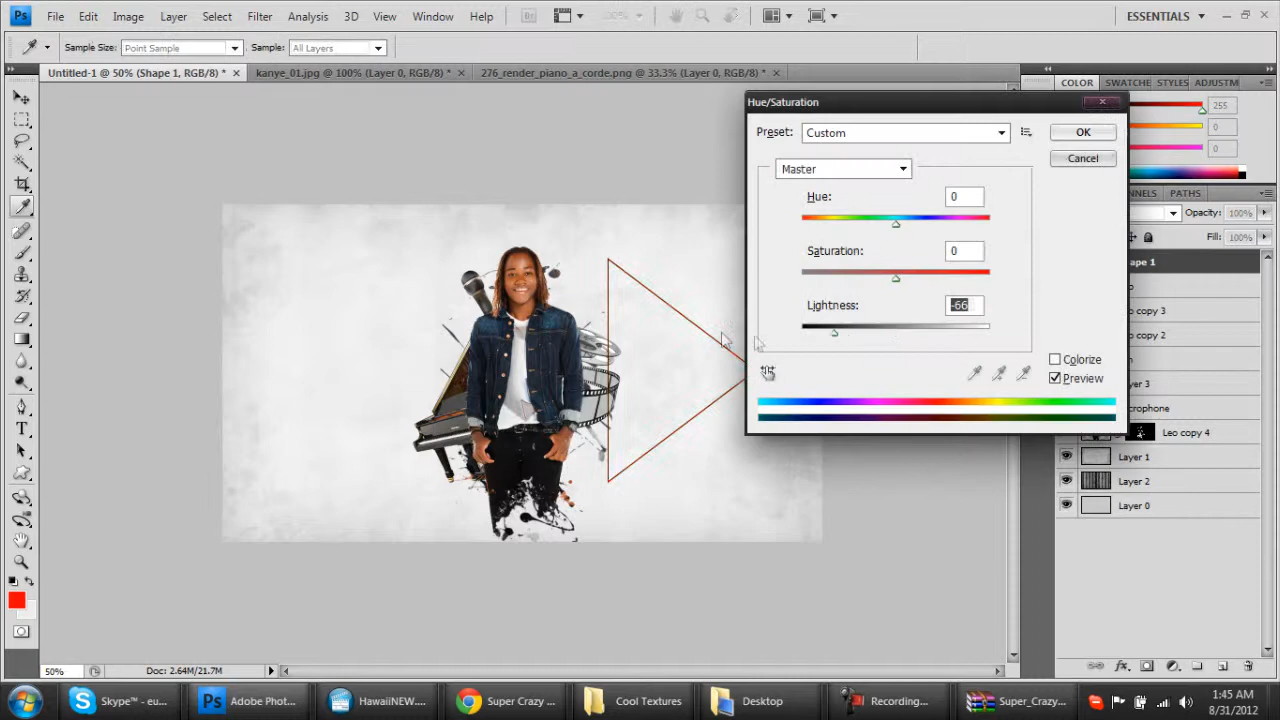 Ps File Edit Image Layer Select Filter Analysis 3D View Window Help Br 100% ESSENTIALS
Sample Size: Point Sample Sample: All Layers
Untitled-1 @ 50% (Shape 1, RGB/8) * kanye_01.jpg @ 100% (Layer 0, RGB/8) * 276_render_piano_a_corde.png @ 33.3% (Layer 0, RGB/8) * COLOR SWATCHE STYLES ADJUSTM
Hue/Saturation
255
Preset: Custom OK
0
Cancel
0
Master
Hue: 0
NNELS PATHS
Opacity: 100%
Fill: 100%
Saturation: 0
ape 1
o
Lightness: -66
o copy 3
o copy 2
Colorize
Preview
yer 3
icrophone
Leo copy 4
Layer 1
Layer 2
Layer 0
T
50% Doc: 2.64M/21.7M
fx
Skype™ - eu... Ps Adobe Phot... HawaiiNEW.... Super Crazy ... Cool Textures Desktop Recording... Super_Crazy... 1:45 AM
8/31/2012